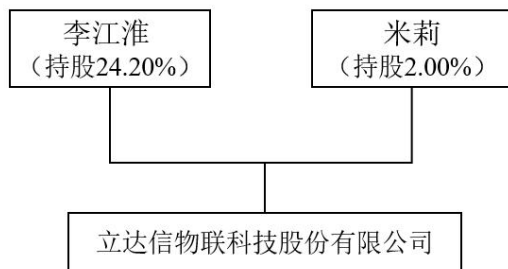 李江淮
（持股24.20%）
米莉
（持股2.00%）
立达信物联科技股份有限公司